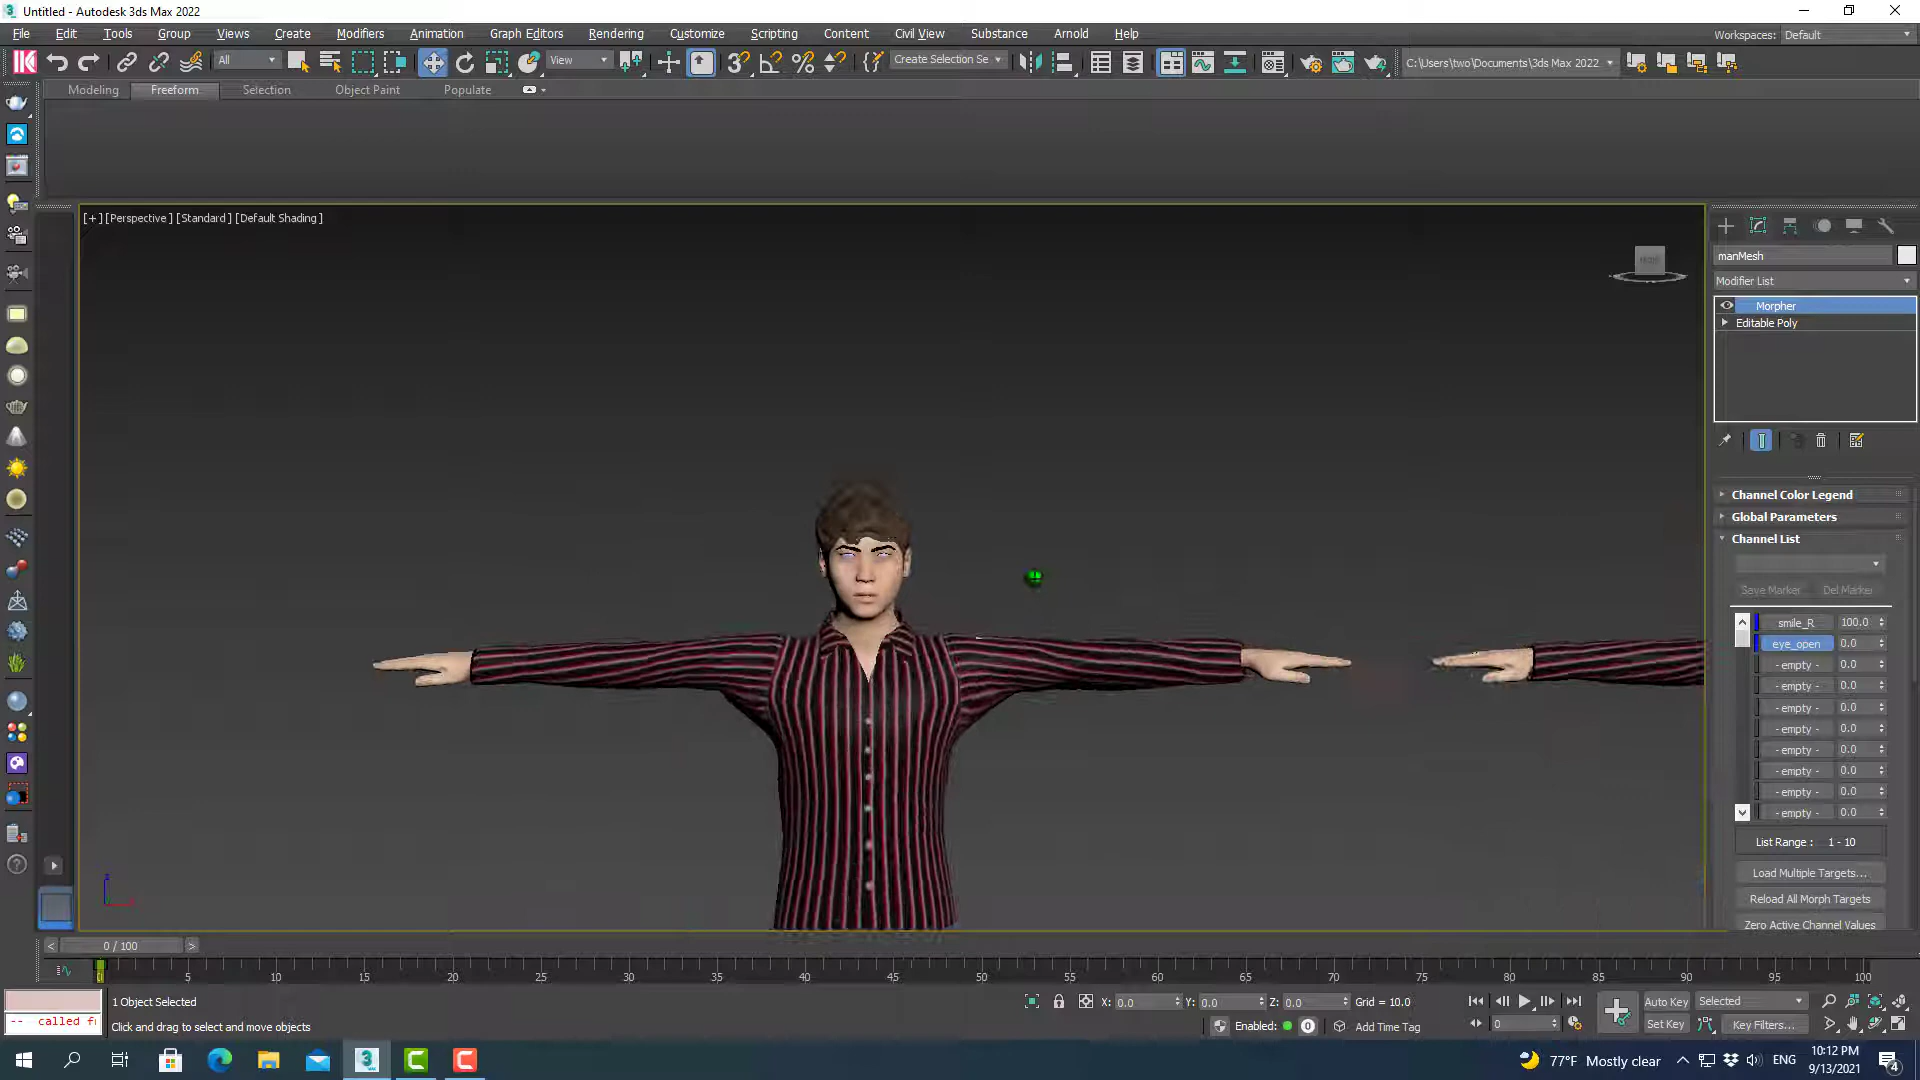 Untitled - Autodesk 3ds Max 2022
File Edit Tools Group Views Create Modifiers Animation Graph Editors Rendering Customize Scripting Content Civil View Substance Arnold Help
Workspaces: Default
All View Create Selection Se C:\Users\two\Documents\3ds Max 2022
Modeling Freeform Selection Object Paint Populate
[+] [Perspective ] [Standard ] [Default Shading ]
manMesh
Modifier List
Morpher
Editable Poly
Channel Color Legend
Global Parameters
Channel List
Save Marker Del Marker
smile_R 100.0
eye_open 0.0
- empty - 0.0
- empty - 0.0
- empty - 0.0
- empty - 0.0
- empty - 0.0
- empty - 0.0
- empty - 0.0
- empty - 0.0
List Range : 1 - 10
Load Multiple Targets...
Reload All Morph Targets
Zero Active Channel Values
< 0 / 100 >
5 10 15 20 25 30 35 40 45 50 55 60 65 70 75 80 85 90 95 100
1 Object Selected
X: 0.0 Y: 0.0 Z: 0.0 Grid = 10.0
Auto Key Selected
-- called f
Click and drag to select and move objects
Enabled: 0 Add Time Tag
0
Set Key Key Filters...
77°F Mostly clear
ENG
10:12 PM
9/13/2021
4